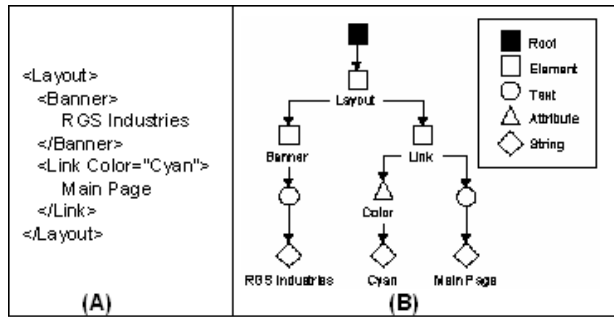 <Layout>
<Banner>
RGS Industries
</Banner>
<Link Color="Cyan">
Main Page
</Link>
</Layout>
(A)
Root
Element
Text
Attribute
String
Layout
Banner
Link
Color
RGS Industries
Cyan
Main Page
(B)